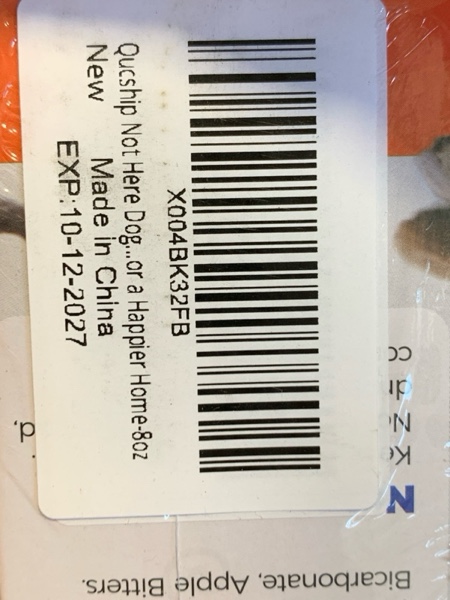 X004BK32FB
Qucship Not Here Dog...or a Happier Home-8oz
New
Made in China
EXP:10-12-2027
Bicarbonate, Apple Bitters.